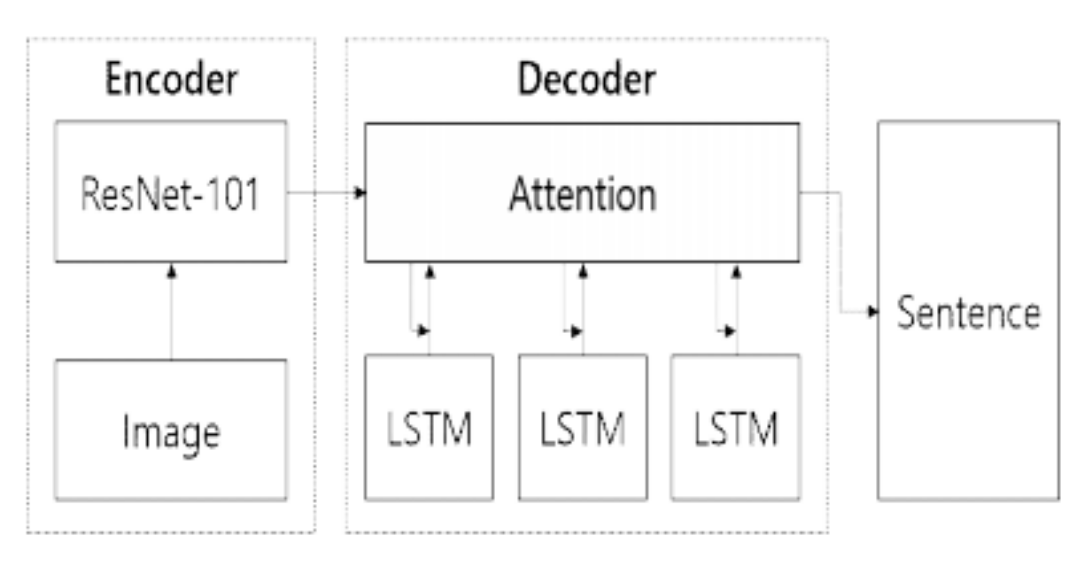 Encoder
ResNet-101
Image
Decoder
Attention
LSTM
LSTM
LSTM
Sentence